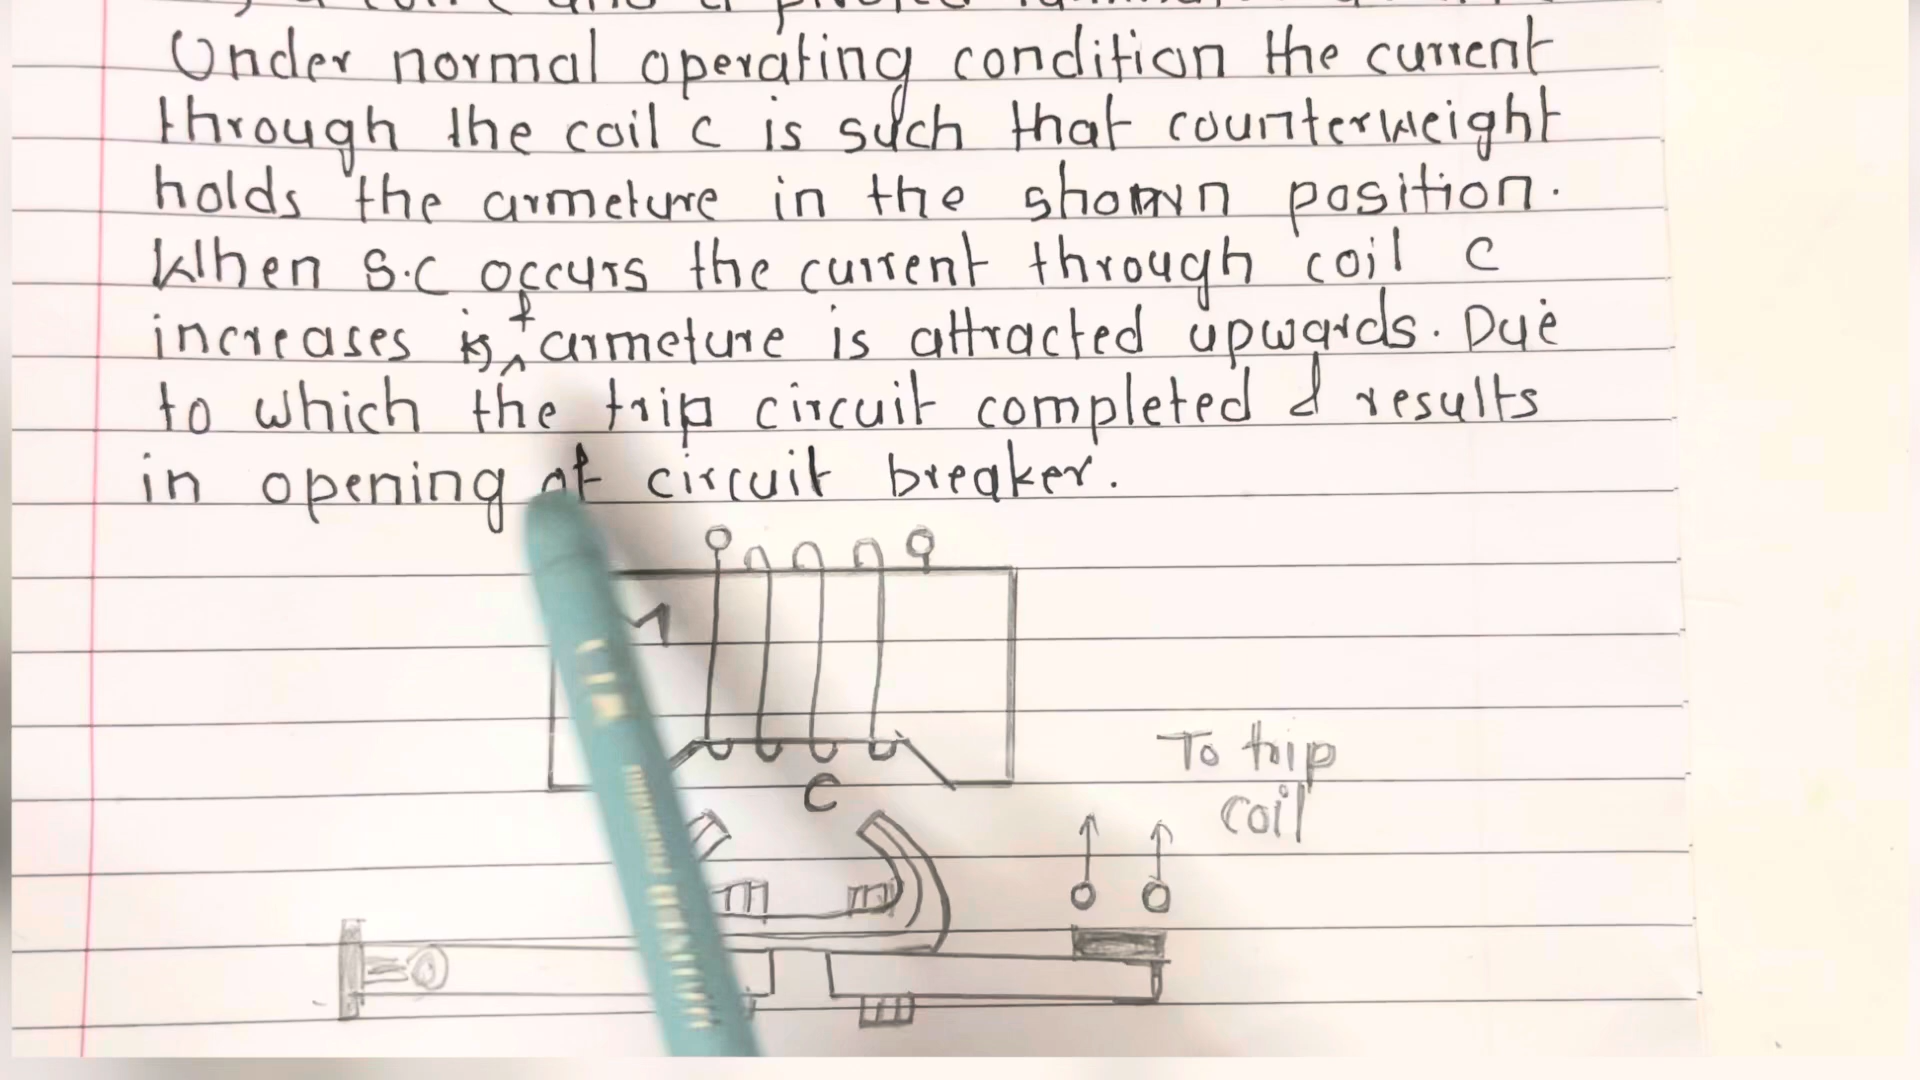 Under normal operating condition the current
through the coil C is such that counterweight
holds the armeture in the shown position.
When S.C occurs the current through coil C
increases & armeture is attracted upwards. Due
to which the trip circuit completed & results
in opening of circuit breaker.
M
C
To trip
coil